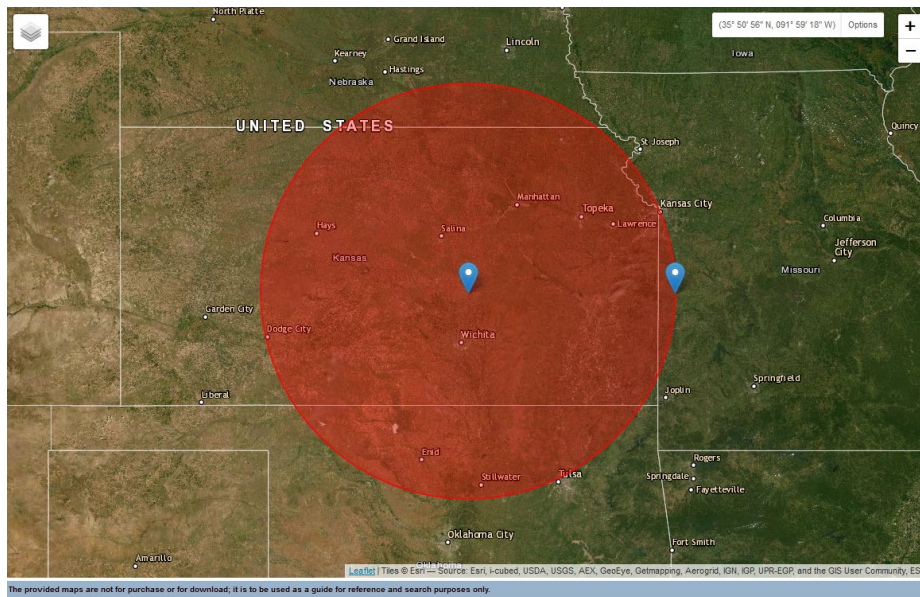 North Platte
(35° 50' 56" N, 091° 59' 18" W) Options
+
−
Grand Island
Lincoln
Kearney
Iowa
Hastings
Nebraska
UNITED STATES
Quincy
St Joseph
Manhattan
Kansas City
Topeka
Columbia
Hays
Salina
Lawrence
Jefferson
City
Kansas
Missouri
Garden City
Dodge City
Wichita
Springfield
Liberal
Joplin
Enid
Rogers
Stillwater
Tulsa
Springdale
Fayetteville
Oklahoma City
Fort Smith
Amarillo
Oklahoma
Leaflet | Tiles © Esri — Source: Esri, i-cubed, USDA, USGS, AEX, GeoEye, Getmapping, Aerogrid, IGN, IGP, UPR-EGP, and the GIS User Community, ES
The provided maps are not for purchase or for download; it is to be used as a guide for reference and search purposes only.